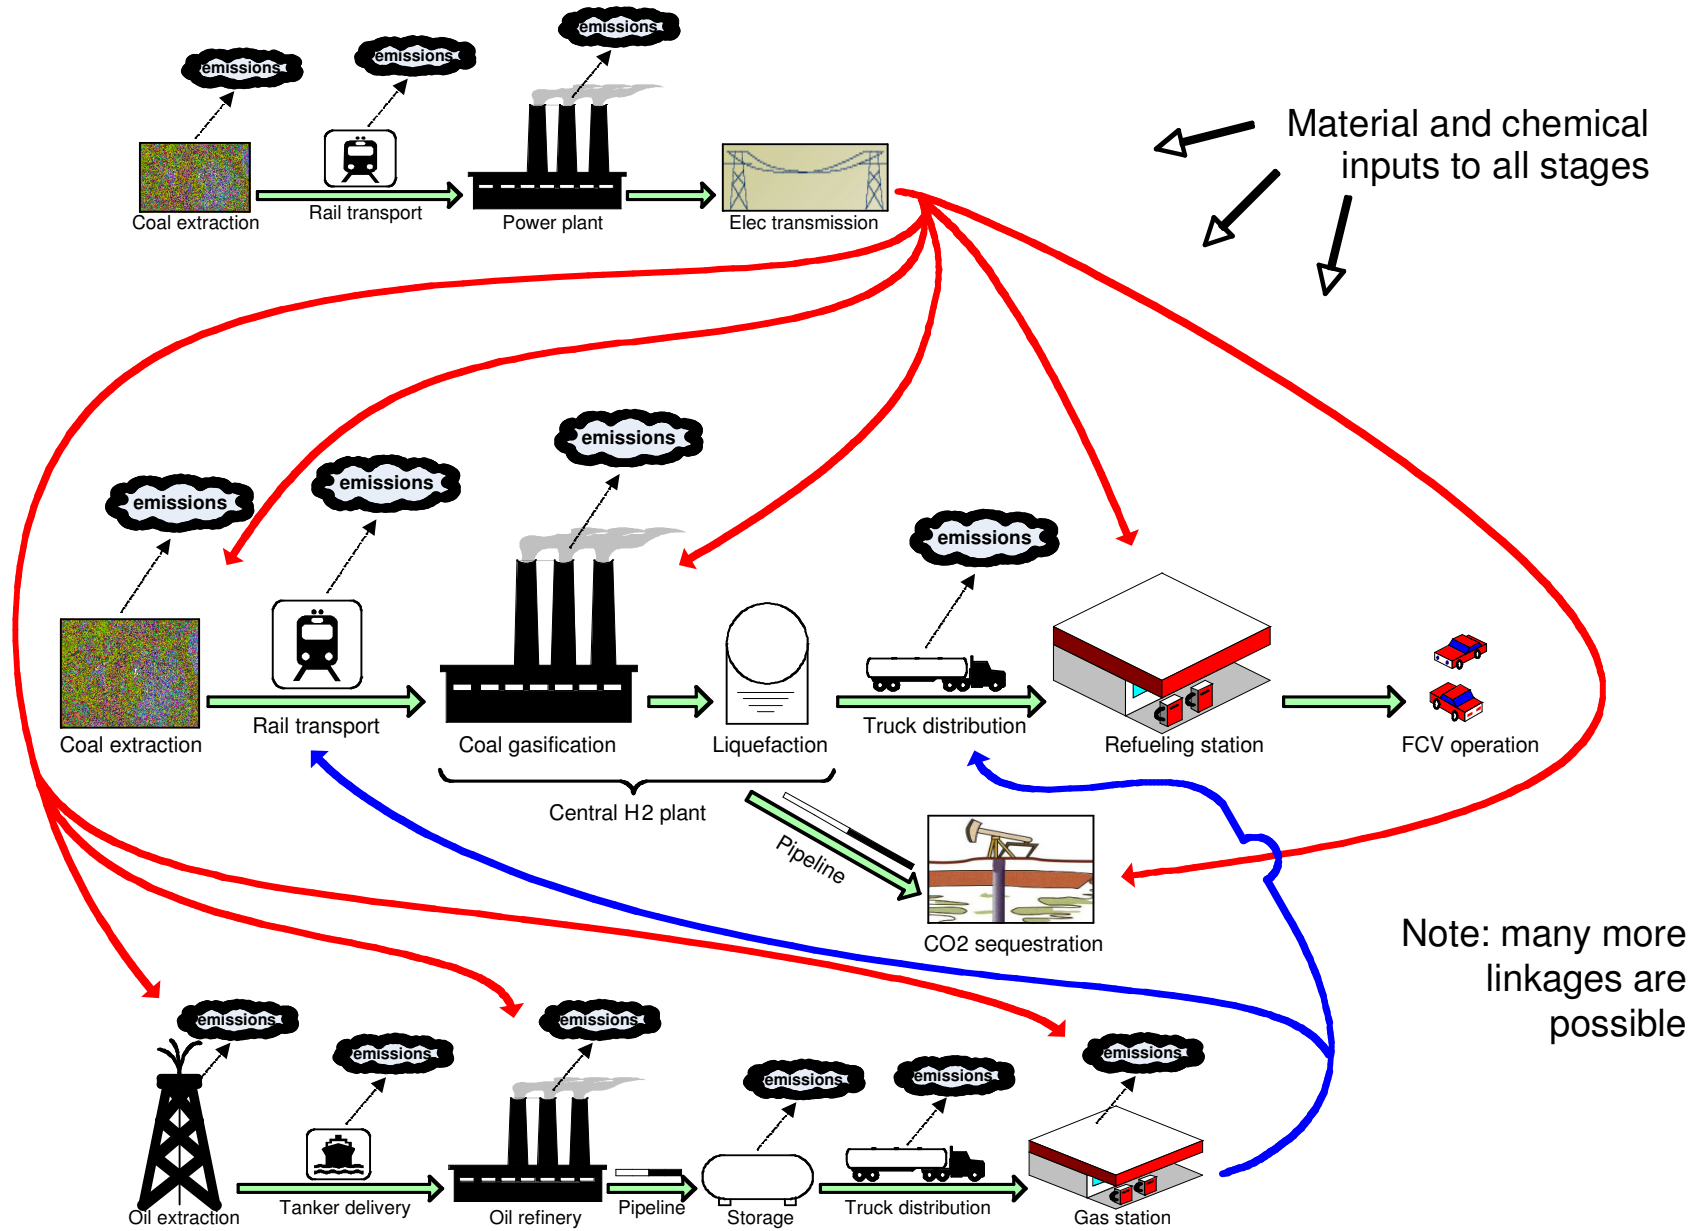 emissions
emissions
emissions
Material and chemical
inputs to all stages
Coal extraction
Rail transport
Power plant
Elec transmission
emissions
emissions
emissions
emissions
Coal extraction
Rail transport
Coal gasification
Liquefaction
Truck distribution
Refueling station
FCV operation
Central H2 plant
Pipeline
CO2 sequestration
Note: many more
linkages are
possible
emissions
emissions
emissions
emissions
emissions
emissions
Oil extraction
Tanker delivery
Oil refinery
Pipeline
Storage
Truck distribution
Gas station